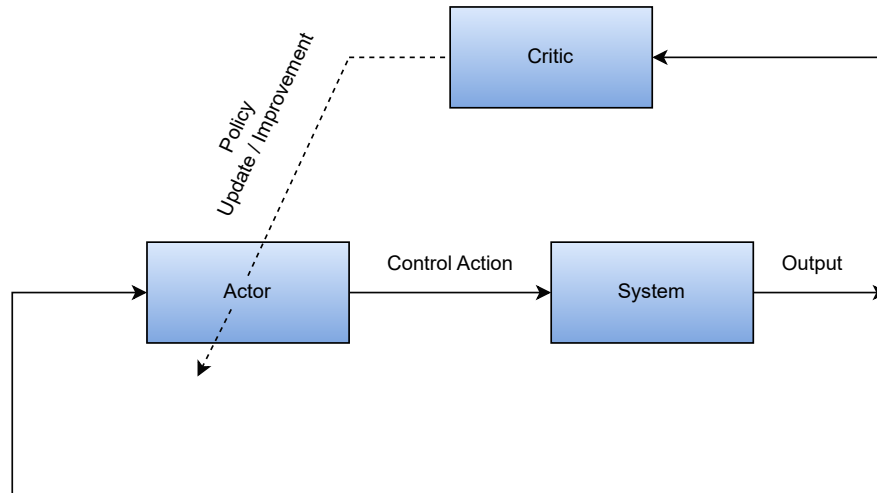 Critic
Policy
Update / Improvement
Actor
Control Action
System
Output